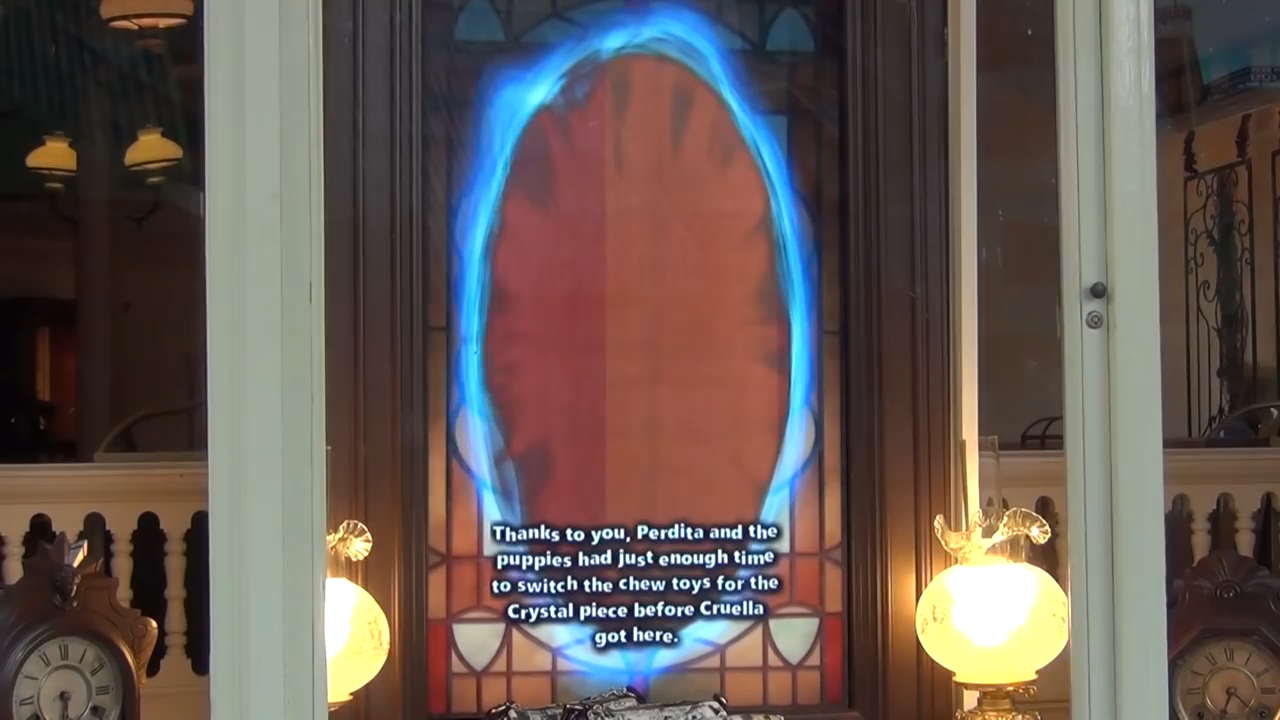 Thanks to you, Perdita and the
puppies had just enough time
to switch the chew toys for the
Crystal piece before Cruella
got here.